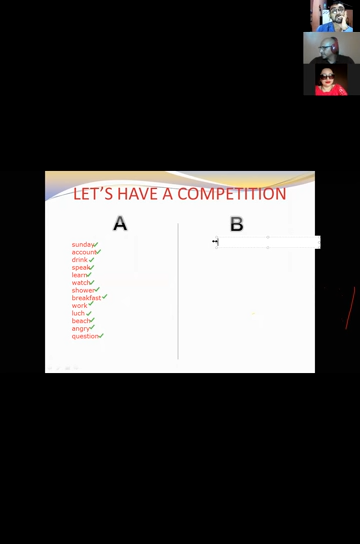 LET'S HAVE A COMPETITION
A
B
sunday
account
drink
speak
learn
watch
shower
breakfast
work
luch
beach
angry
question